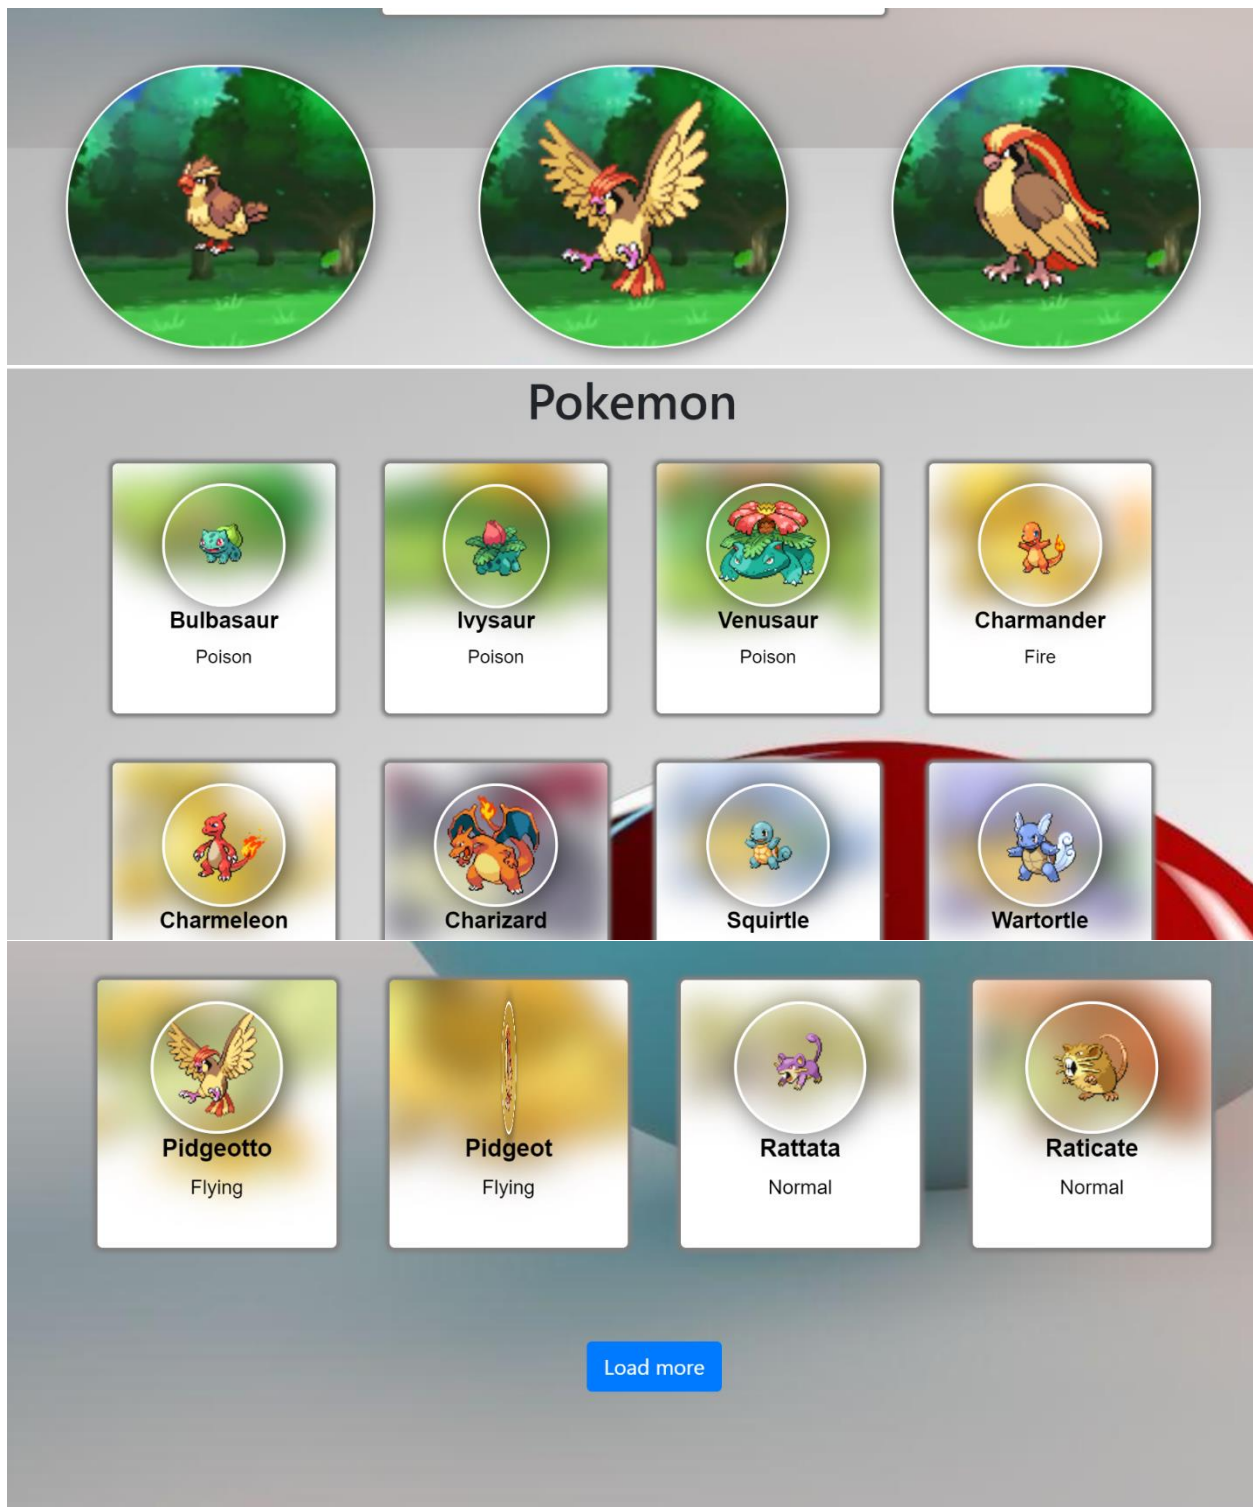 Pokemon
Bulbasaur
Poison
Ivysaur
Poison
Venusaur
Poison
Charmander
Fire
Charmeleon
Charizard
Squirtle
Wartortle
Pidgeotto
Flying
Pidgeot
Flying
Rattata
Normal
Raticate
Normal
Load more